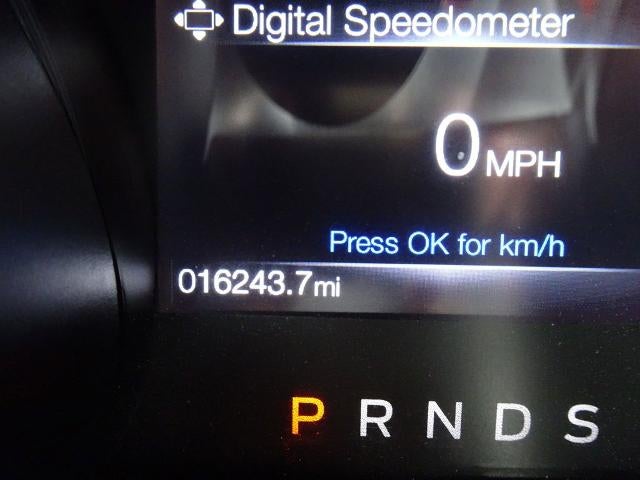 Digital Speedometer
0 MPH
Press OK for km/h
016243.7mi
P R N D S